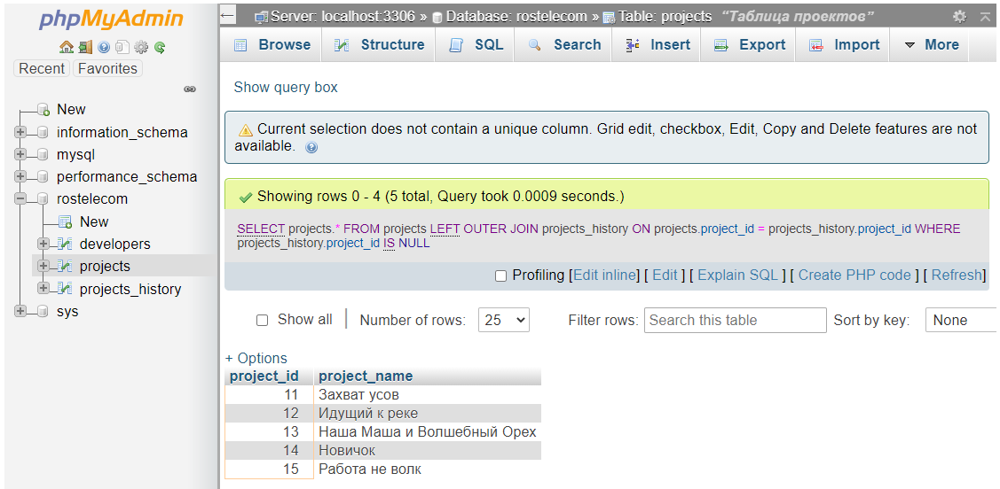 phpMyAdmin
Recent Favorites
New
information_schema
mysql
performance_schema
rostelecom
New
developers
projects
projects_history
sys
Server: localhost:3306 » Database: rostelecom » Table: projects “Таблица проектов”
Browse Structure SQL Search Insert Export Import More
Show query box
Current selection does not contain a unique column. Grid edit, checkbox, Edit, Copy and Delete features are not
available.
Showing rows 0 - 4 (5 total, Query took 0.0009 seconds.)
SELECT projects.* FROM projects LEFT OUTER JOIN projects_history ON projects.project_id = projects_history.project_id WHERE
projects_history.project_id IS NULL
Profiling [Edit inline] [ Edit ] [ Explain SQL ] [ Create PHP code ] [ Refresh]
Show all Number of rows: 25 Filter rows: Search this table Sort by key: None
+ Options
project_id project_name
11 Захват усов
12 Идущий к реке
13 Наша Маша и Волшебный Орех
14 Новичок
15 Работа не волк